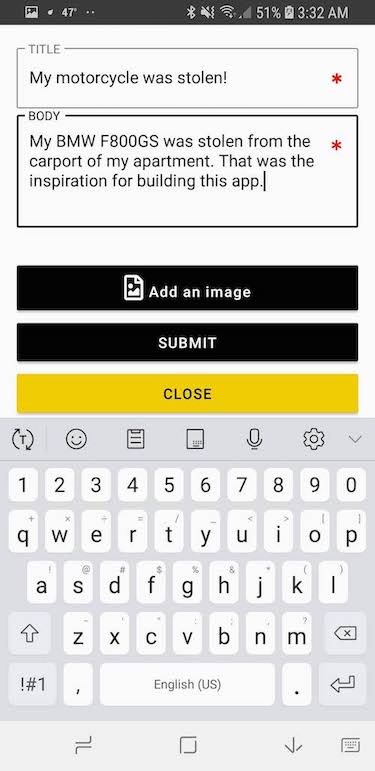 47° ·· 51% 3:32 AM
TITLE
My motorcycle was stolen! *
BODY
My BMW F800GS was stolen from the *
carport of my apartment. That was the
inspiration for building this app.
Add an image
SUBMIT
CLOSE
T
1 2 3 4 5 6 7 8 9 0
+ × ÷ = / _ < > [ ]
q w e r t y u i o p
! @ # $ % & * ( )
a s d f g h j k l
- ' " : ; , ?
z x c v b n m
!#1 , English (US) .